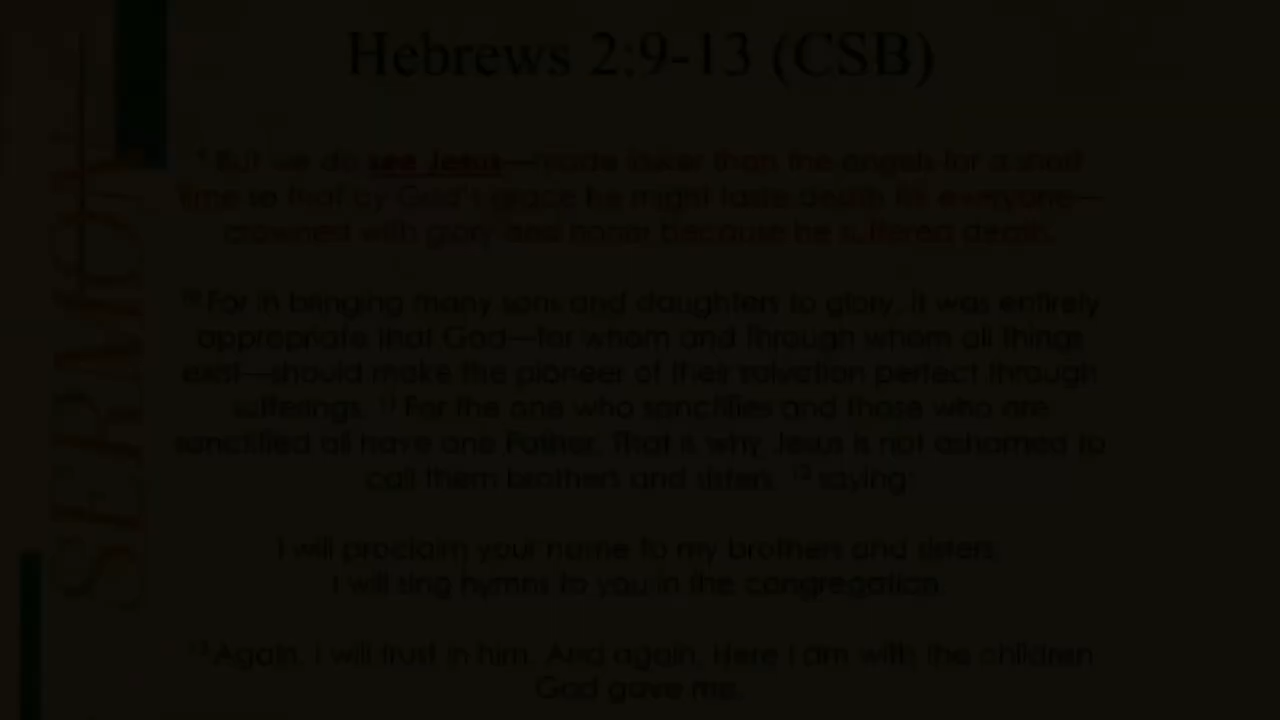 Hebrews 2:9-13 (CSB)
9 But we do see Jesus—made lower than the angels for a short
time so that by God's grace he might taste death for everyone—
crowned with glory and honor because he suffered death.
10 For in bringing many sons and daughters to glory, it was entirely
appropriate that God—for whom and through whom all things
exist—should make the pioneer of their salvation perfect through
sufferings. 11 For the one who sanctifies and those who are
sanctified all have one Father. That is why Jesus is not ashamed to
call them brothers and sisters, 12 saying:
I will proclaim your name to my brothers and sisters;
I will sing hymns to you in the congregation.
13 Again, I will trust in him. And again, Here I am with the children
God gave me.